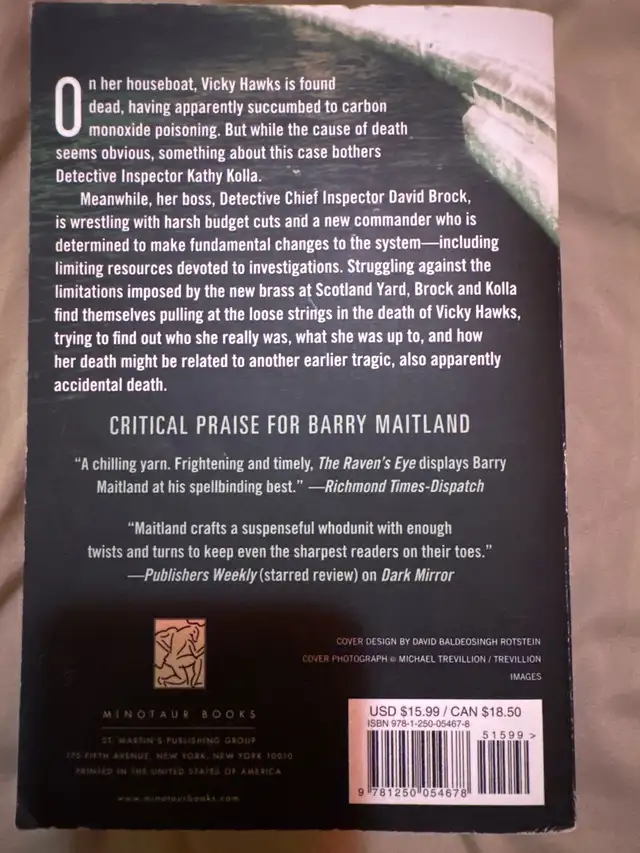 On her houseboat, Vicky Hawks is found
dead, having apparently succumbed to carbon
monoxide poisoning. But while the cause of death
seems obvious, something about this case bothers
Detective Inspector Kathy Kolla.
Meanwhile, her boss, Detective Chief Inspector David Brock,
is wrestling with harsh budget cuts and a new commander who is
determined to make fundamental changes to the system—including
limiting resources devoted to investigations. Struggling against the
limitations imposed by the new brass at Scotland Yard, Brock and Kolla
find themselves pulling at the loose strings in the death of Vicky Hawks,
trying to find out who she really was, what she was up to, and how
her death might be related to another earlier tragic, also apparently
accidental death.
CRITICAL PRAISE FOR BARRY MAITLAND
“A chilling yarn. Frightening and timely, The Raven’s Eye displays Barry
Maitland at his spellbinding best.” —Richmond Times-Dispatch
“Maitland crafts a suspenseful whodunit with enough
twists and turns to keep even the sharpest readers on their toes.”
—Publishers Weekly (starred review) on Dark Mirror
COVER DESIGN BY DAVID BALDEOSINGH ROTSTEIN
COVER PHOTOGRAPH © MICHAEL TREVILLION / TREVILLION
IMAGES
MINOTAUR BOOKS
ST. MARTIN'S PUBLISHING GROUP
175 FIFTH AVENUE, NEW YORK, NEW YORK 10010
PRINTED IN THE UNITED STATES OF AMERICA
www.minotaurbooks.com
USD $15.99 / CAN $18.50
ISBN 978-1-250-05467-8
51599 >
9 781250 054678